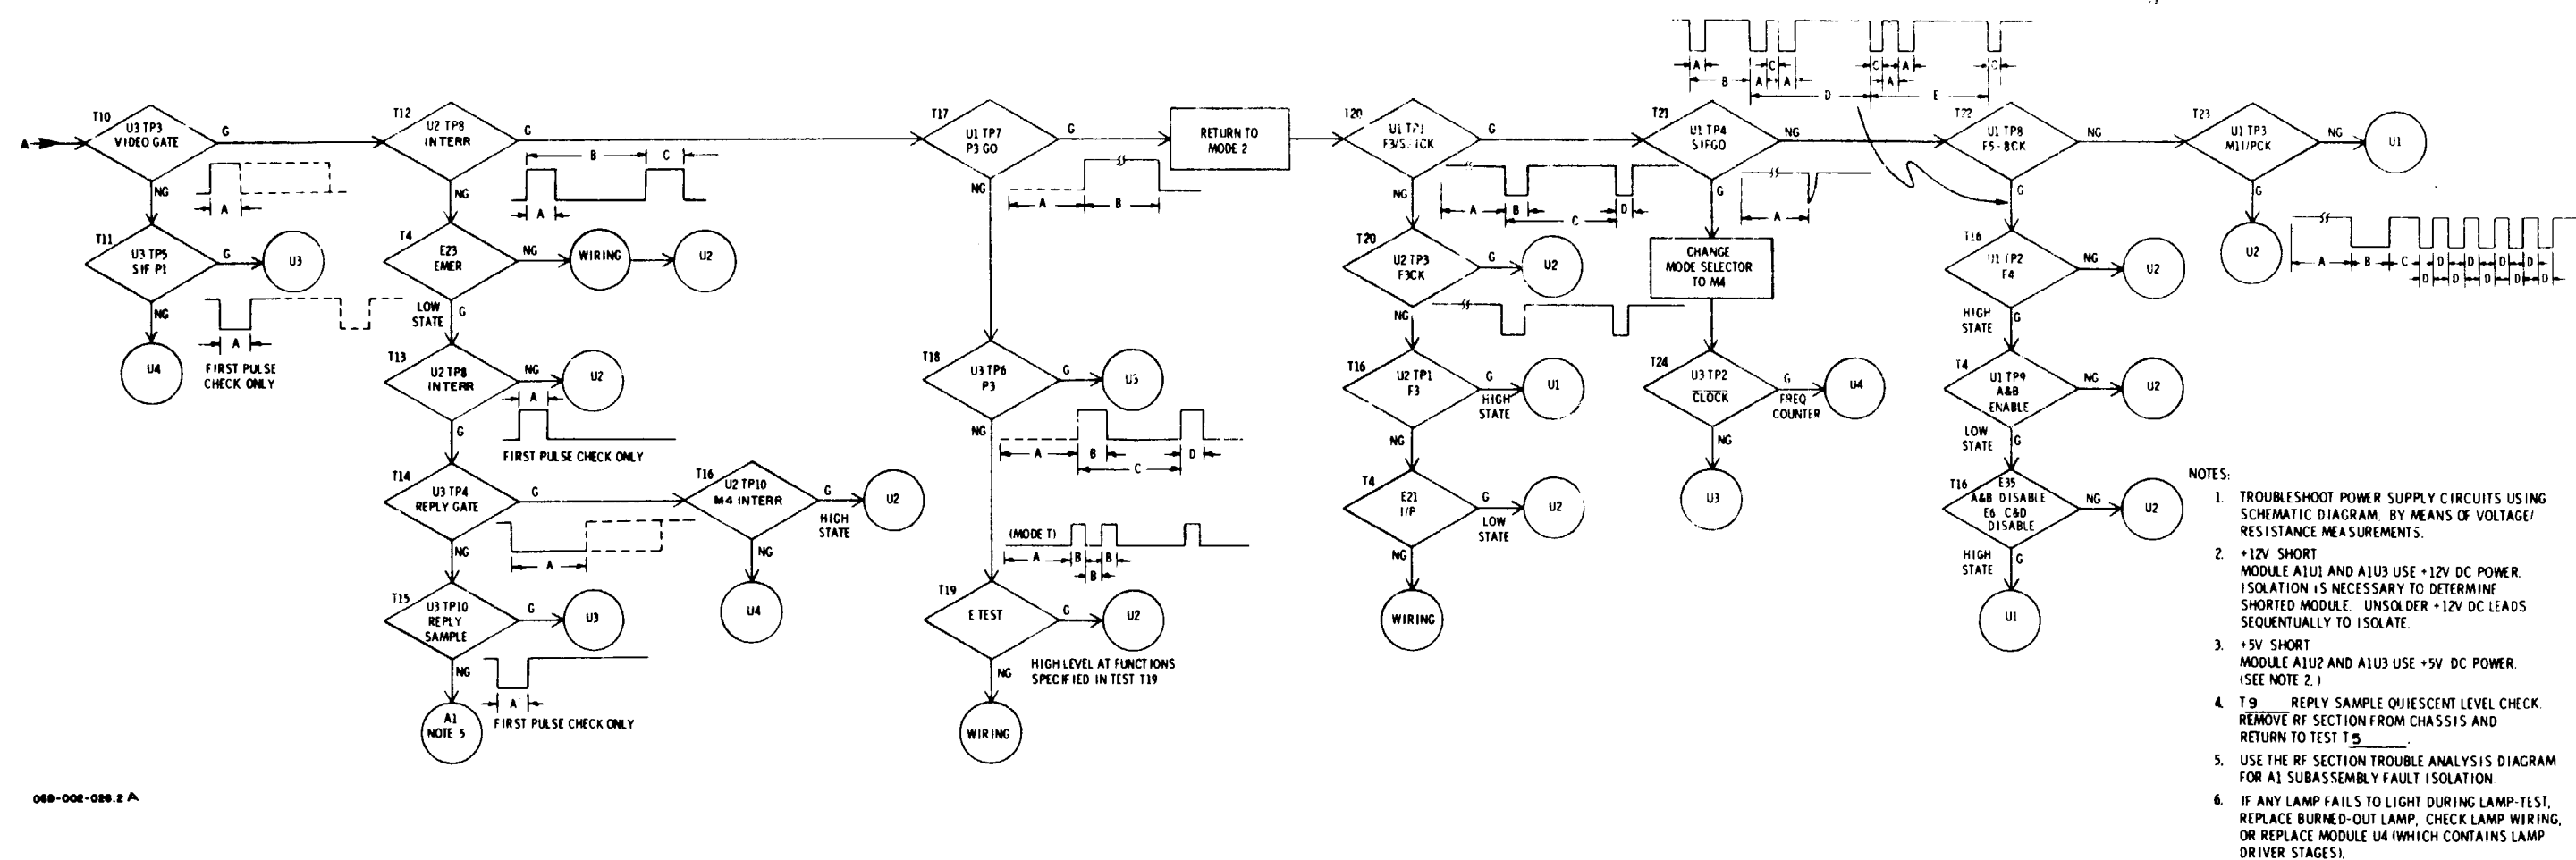 A
T10
U3 TP3
VIDEO GATE
G
NG
A
T11
U3 TP5
SIF P1
G
U3
NG
A
FIRST PULSE
CHECK ONLY
U4
T12
U2 TP8
INTERR
G
NG
B
C
A
T4
E23
EMER
NG
WIRING
U2
LOW
STATE
G
T13
U2 TP8
INTERR
NG
U2
A
G
FIRST PULSE CHECK ONLY
T14
U3 TP4
REPLY GATE
G
NG
A
T16
U2 TP10
M4 INTERR
G
HIGH
STATE
U2
NG
U4
T15
U3 TP10
REPLY
SAMPLE
G
U3
NG
A
FIRST PULSE CHECK ONLY
A1
NOTE 5
T17
U1 TP7
P3 GO
G
NG
A
B
RETURN TO
MODE 2
T18
U3 TP6
P3
G
U3
NG
A
B
C
D
(MODE T)
A
B
B
B
T19
E TEST
G
U2
NG
HIGH LEVEL AT FUNCTIONS
SPECIFIED IN TEST T19
WIRING
T20
U1 TP1
G
NG
A
B
C
D
T20
U2 TP3
F3CK
G
U2
NG
T16
U2 TP1
F3
G
HIGH
STATE
U1
NG
T4
E21
I/P
G
LOW
STATE
U2
NG
WIRING
T21
U1 TP4
SIFGO
NG
G
A
CHANGE
MODE SELECTOR
TO M4
T24
U3 TP2
CLOCK
G
FREQ
COUNTER
U4
NG
U3
A
B
A
C
A
D
C
A
A
E
C
T22
U1 TP8
F5-8CK
NG
G
T16
U1 TP2
F4
NG
U2
HIGH
STATE
G
T4
U1 TP9
A&B
ENABLE
NG
U2
LOW
STATE
G
T16
E35
A&B DISABLE
E6 C&D
DISABLE
NG
U2
HIGH
STATE
G
U1
T23
U1 TP3
M1I/PCK
NG
U1
G
U2
A
B
C
D
D
D
D
D
D
D
D
D
NOTES:
1. TROUBLESHOOT POWER SUPPLY CIRCUITS USING
SCHEMATIC DIAGRAM BY MEANS OF VOLTAGE/
RESISTANCE MEASUREMENTS.
2. +12V SHORT
MODULE A1U1 AND A1U3 USE +12V DC POWER.
ISOLATION IS NECESSARY TO DETERMINE
SHORTED MODULE. UNSOLDER +12V DC LEADS
SEQUENTUALLY TO ISOLATE.
3. +5V SHORT
MODULE A1U2 AND A1U3 USE +5V DC POWER.
(SEE NOTE 2.)
4. T9 REPLY SAMPLE QUIESCENT LEVEL CHECK.
REMOVE RF SECTION FROM CHASSIS AND
RETURN TO TEST T5.
5. USE THE RF SECTION TROUBLE ANALYSIS DIAGRAM
FOR A1 SUBASSEMBLY FAULT ISOLATION
6. IF ANY LAMP FAILS TO LIGHT DURING LAMP-TEST,
REPLACE BURNED-OUT LAMP, CHECK LAMP WIRING,
OR REPLACE MODULE U4 (WHICH CONTAINS LAMP
DRIVER STAGES).
069-002-026.2 A